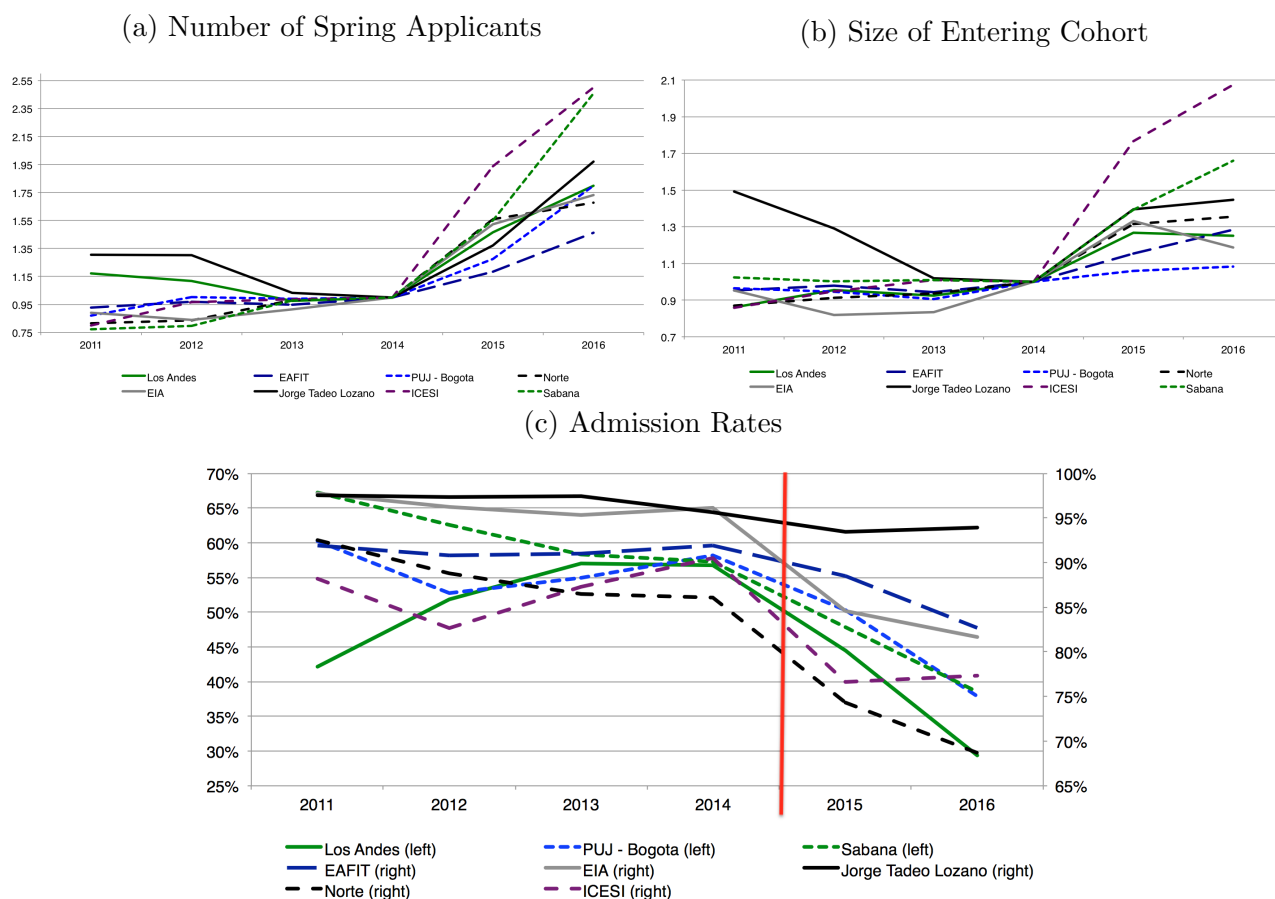 (a) Number of Spring Applicants
(b) Size of Entering Cohort
2.55
2.35
2.15
1.95
1.75
1.55
1.35
1.15
0.95
0.75
2011 2012 2013 2014 2015 2016
Los Andes EAFIT PUJ - Bogota Norte
EIA Jorge Tadeo Lozano ICESI Sabana
2.1
1.9
1.7
1.5
1.3
1.1
0.9
0.7
2011 2012 2013 2014 2015 2016
Los Andes EAFIT PUJ - Bogota Norte
EIA Jorge Tadeo Lozano ICESI Sabana
(c) Admission Rates
70% 100%
65% 95%
60% 90%
55% 85%
50% 80%
45% 75%
40% 70%
35% 65%
30%
25%
2011 2012 2013 2014 2015 2016
Los Andes (left) PUJ - Bogota (left) Sabana (left)
EAFIT (right) EIA (right) Jorge Tadeo Lozano (right)
Norte (right) ICESI (right)